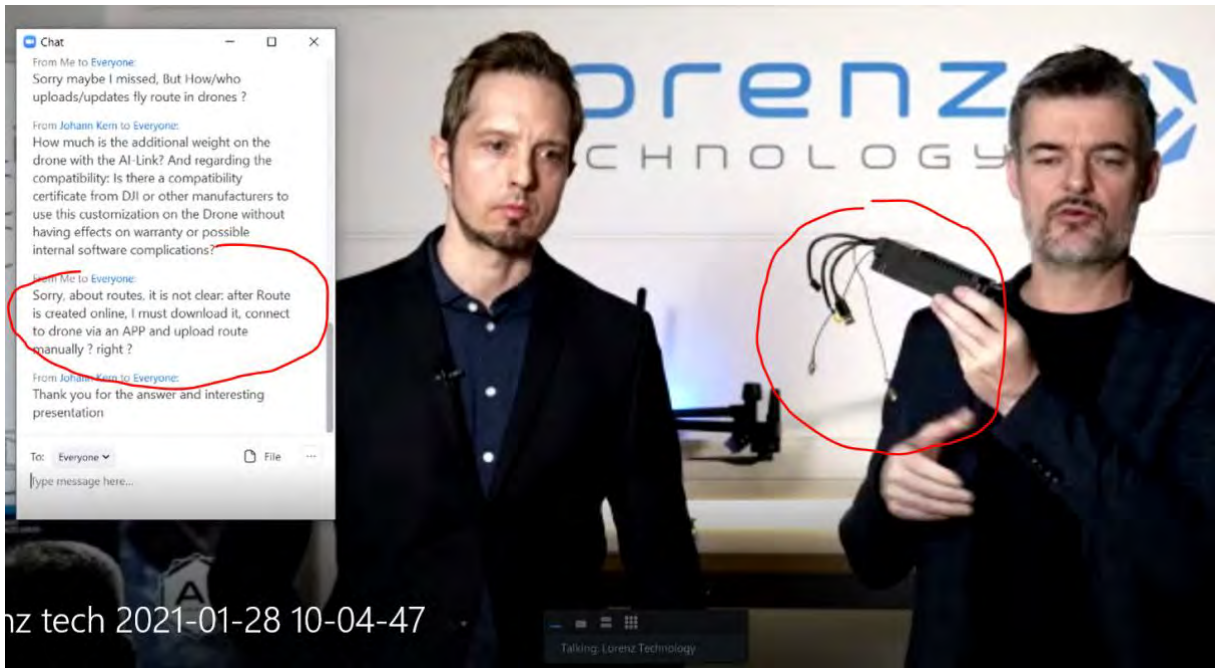 Chat
From Me to Everyone:
Sorry maybe I missed, But How/who
uploads/updates fly route in drones ?
From Johann Kern to Everyone:
How much is the additional weight on the
drone with the AI-Link? And regarding the
compatibility: Is there a compatibility
certificate from DJI or other manufacturers to
use this customization on the Drone without
having effects on warranty or possible
internal software complications?
From Me to Everyone:
Sorry, about routes, it is not clear: after Route
is created online, I must download it, connect
to drone via an APP and upload route
manually ? right ?
From Johann Kern to Everyone:
Thank you for the answer and interesting
presentation
To: Everyone
File
Type message here...
orenz
CHNOLOGY
A
nz tech 2021-01-28 10-04-47
Talking: Lorenz Technology